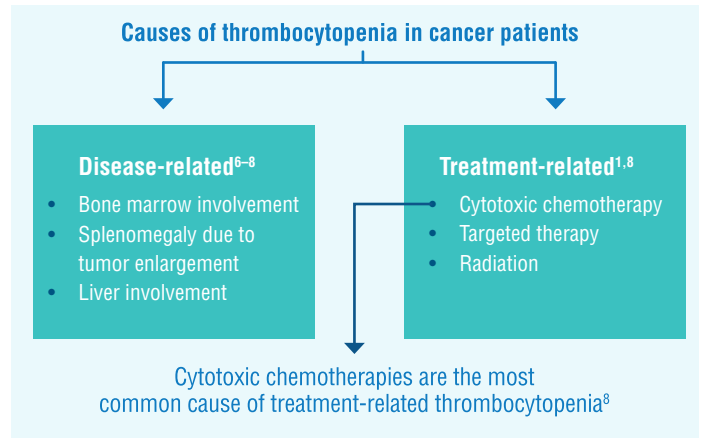 Causes of thrombocytopenia in cancer patients
Disease-related⁶⁻⁸
• Bone marrow involvement
• Splenomegaly due to
tumor enlargement
• Liver involvement
Treatment-related¹,⁸
• Cytotoxic chemotherapy
• Targeted therapy
• Radiation
Cytotoxic chemotherapies are the most
common cause of treatment-related thrombocytopenia⁸